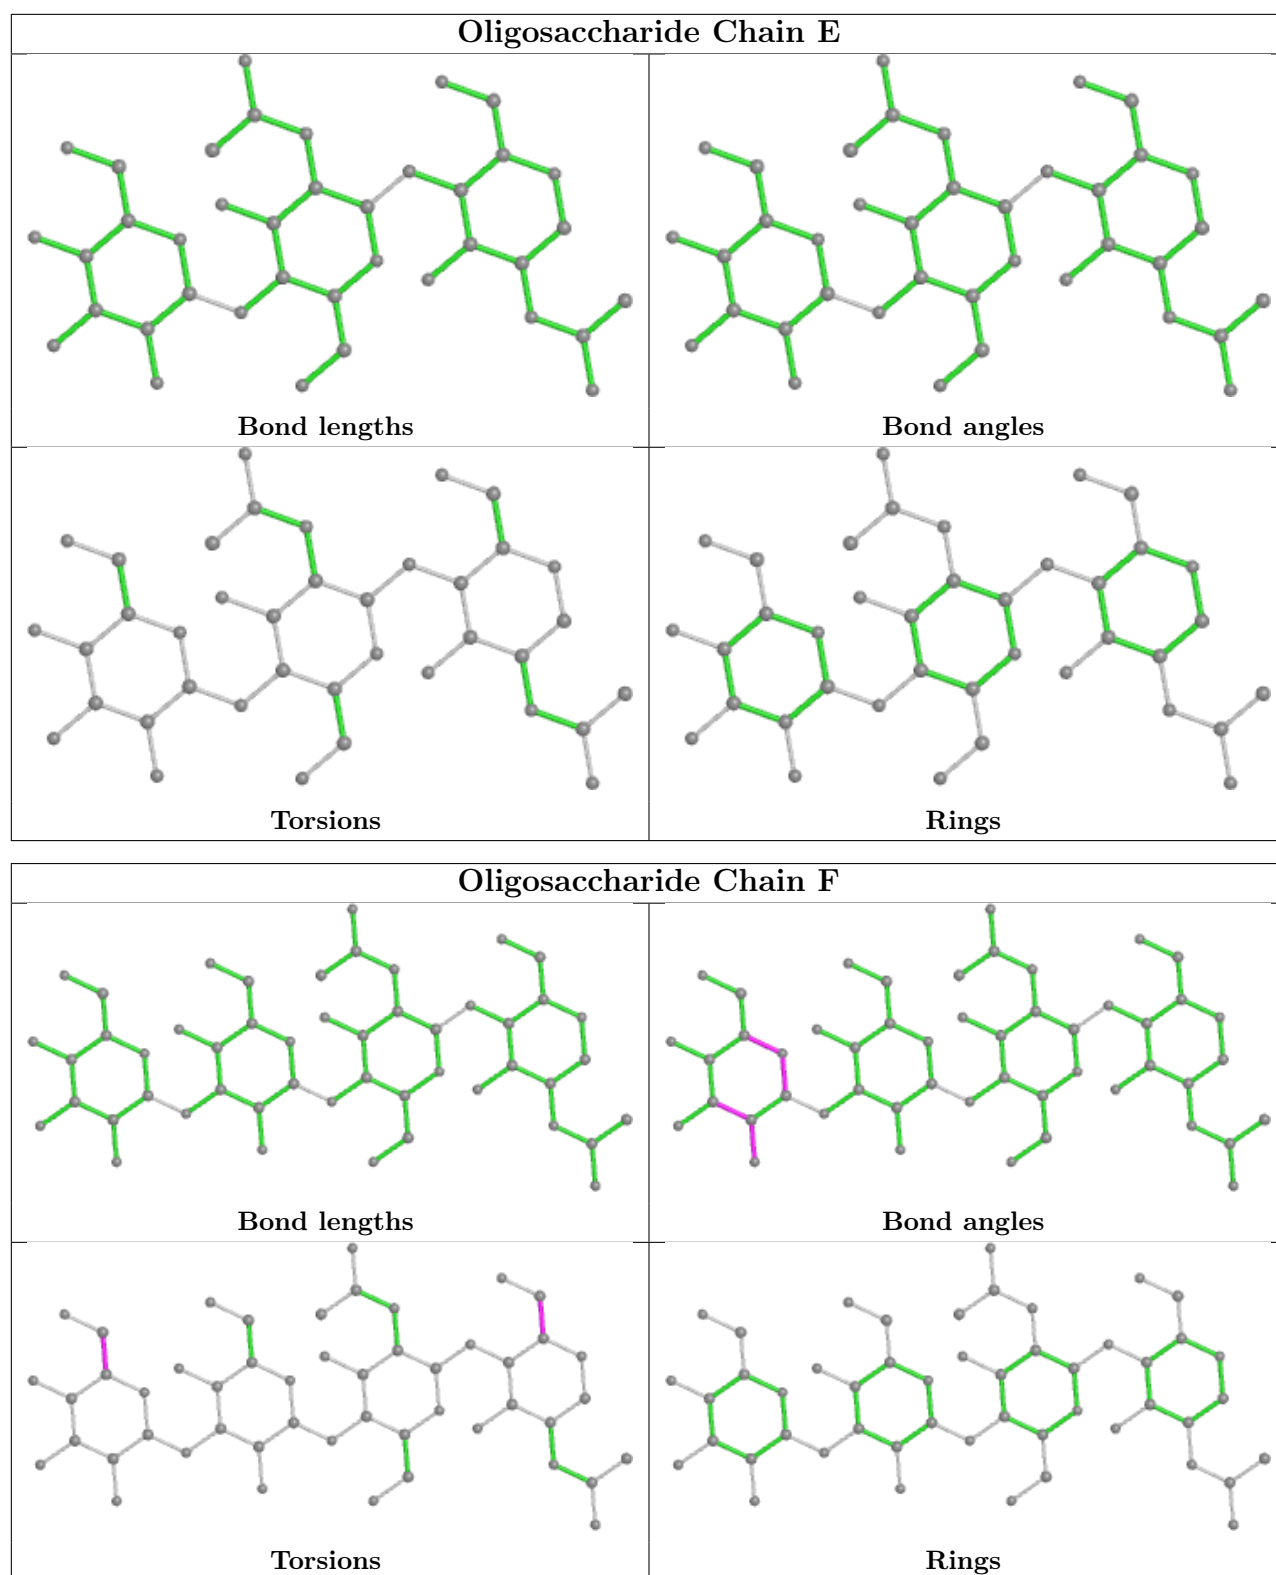 Oligosaccharide Chain E
Bond lengths
Bond angles
Torsions
Rings
Oligosaccharide Chain F
Bond lengths
Bond angles
Torsions
Rings